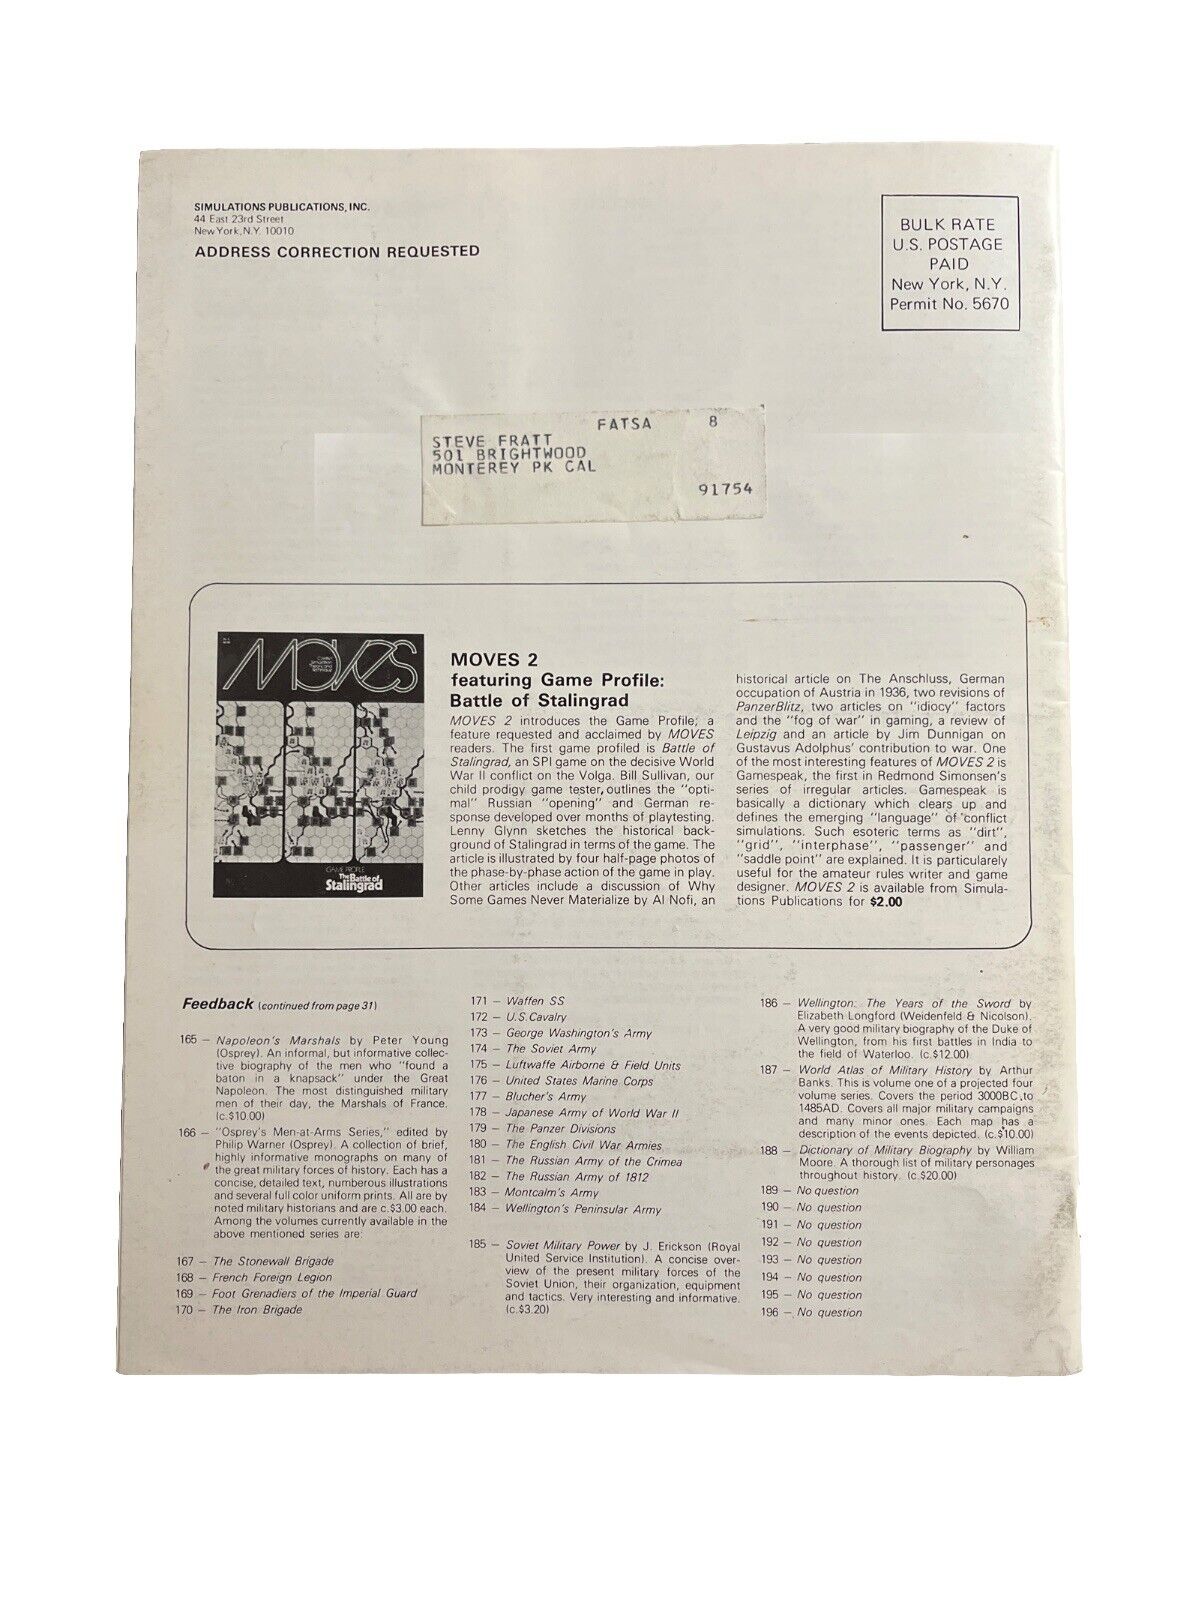 SIMULATIONS PUBLICATIONS, INC.
44 East 23rd Street
New York, N.Y. 10010
ADDRESS CORRECTION REQUESTED
BULK RATE
U.S. POSTAGE
PAID
New York, N.Y.
Permit No. 5670
FATSA 8
STEVE FRATT
501 BRIGHTWOOD
MONTEREY PK CAL
91754
MOVES
Conflict
Simulation
Theory and
Technique
GAME PROFILE:
The Battle of
Stalingrad
MOVES 2
featuring Game Profile:
Battle of Stalingrad
MOVES 2 introduces the Game Profile; a
feature requested and acclaimed by MOVES
readers. The first game profiled is Battle of
Stalingrad, an SPI game on the decisive World
War II conflict on the Volga. Bill Sullivan, our
child prodigy game tester, outlines the "opti-
mal" Russian "opening" and German re-
sponse developed over months of playtesting.
Lenny Glynn sketches the historical back-
ground of Stalingrad in terms of the game. The
article is illustrated by four half-page photos of
the phase-by-phase action of the game in play.
Other articles include a discussion of Why
Some Games Never Materialize by Al Nofi, an
historical article on The Anschluss, German
occupation of Austria in 1936, two revisions of
PanzerBlitz, two articles on "idiocy" factors
and the "fog of war" in gaming, a review of
Leipzig and an article by Jim Dunnigan on
Gustavus Adolphus' contribution to war. One
of the most interesting features of MOVES 2 is
Gamespeak, the first in Redmond Simonsen's
series of irregular articles. Gamespeak is
basically a dictionary which clears up and
defines the emerging "language" of conflict
simulations. Such esoteric terms as "dirt",
"grid", "interphase", "passenger" and
"saddle point" are explained. It is particularely
useful for the amateur rules writer and game
designer. MOVES 2 is available from Simula-
tions Publications for $2.00
Feedback (continued from page 31)
165 — Napoleon's Marshals by Peter Young
(Osprey). An informal, but informative collec-
tive biography of the men who "found a
baton in a knapsack" under the Great
Napoleon. The most distinguished military
men of their day, the Marshals of France.
(c.$10.00)
166 — "Osprey's Men-at-Arms Series," edited by
Philip Warner (Osprey). A collection of brief,
highly informative monographs on many of
the great military forces of history. Each has a
concise, detailed text, numberous illustrations
and several full color uniform prints. All are by
noted military historians and are c.$3.00 each.
Among the volumes currently available in the
above mentioned series are:
167 — The Stonewall Brigade
168 — French Foreign Legion
169 — Foot Grenadiers of the Imperial Guard
170 — The Iron Brigade
171 — Waffen SS
172 — U.S. Cavalry
173 — George Washington's Army
174 — The Soviet Army
175 — Luftwaffe Airborne & Field Units
176 — United States Marine Corps
177 — Blucher's Army
178 — Japanese Army of World War II
179 — The Panzer Divisions
180 — The English Civil War Armies
181 — The Russian Army of the Crimea
182 — The Russian Army of 1812
183 — Montcalm's Army
184 — Wellington's Peninsular Army
185 — Soviet Military Power by J. Erickson (Royal
United Service Institution). A concise over-
view of the present military forces of the
Soviet Union, their organization, equipment
and tactics. Very interesting and informative.
(c.$3.20)
186 — Wellington: The Years of the Sword by
Elizabeth Longford (Weidenfeld & Nicolson).
A very good military biography of the Duke of
Wellington, from his first battles in India to
the field of Waterloo. (c.$12.00)
187 — World Atlas of Military History by Arthur
Banks. This is volume one of a projected four
volume series. Covers the period 3000BC,to
1485AD. Covers all major military campaigns
and many minor ones. Each map has a
description of the events depicted. (c.$10.00)
188 — Dictionary of Military Biography by William
Moore. A thorough list of military personages
throughout history. (c.$20.00)
189 — No question
190 — No question
191 — No question
192 — No question
193 — No question
194 — No question
195 — No question
196 — No question